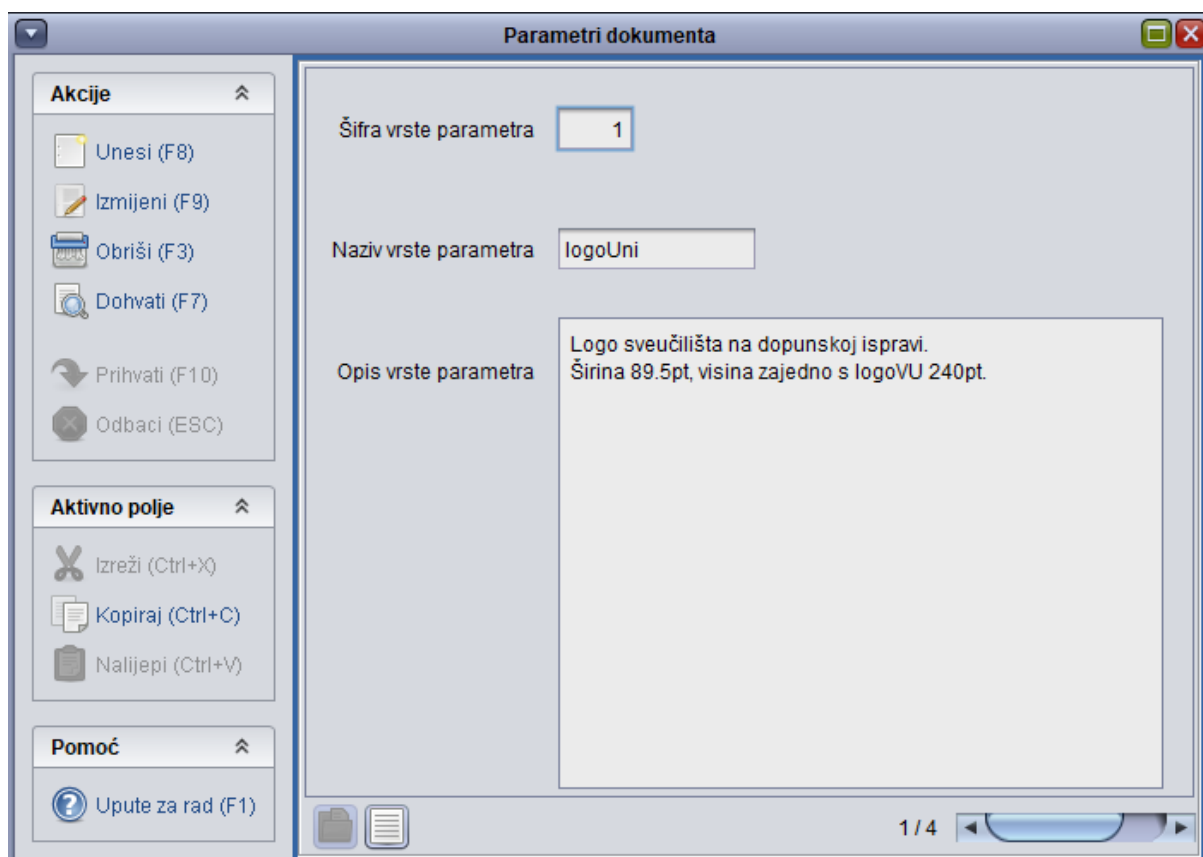 Parametri dokumenta
Akcije
Unesi (F8)
Izmijeni (F9)
Obriši (F3)
Dohvati (F7)
Prihvati (F10)
Odbaci (ESC)
Aktivno polje
Izreži (Ctrl+X)
Kopiraj (Ctrl+C)
Nalijepi (Ctrl+V)
Pomoć
Upute za rad (F1)
Šifra vrste parametra 1
Naziv vrste parametra logoUni
Opis vrste parametra
Logo sveučilišta na dopunskoj ispravi.
Širina 89.5pt, visina zajedno s logoVU 240pt.
1 / 4